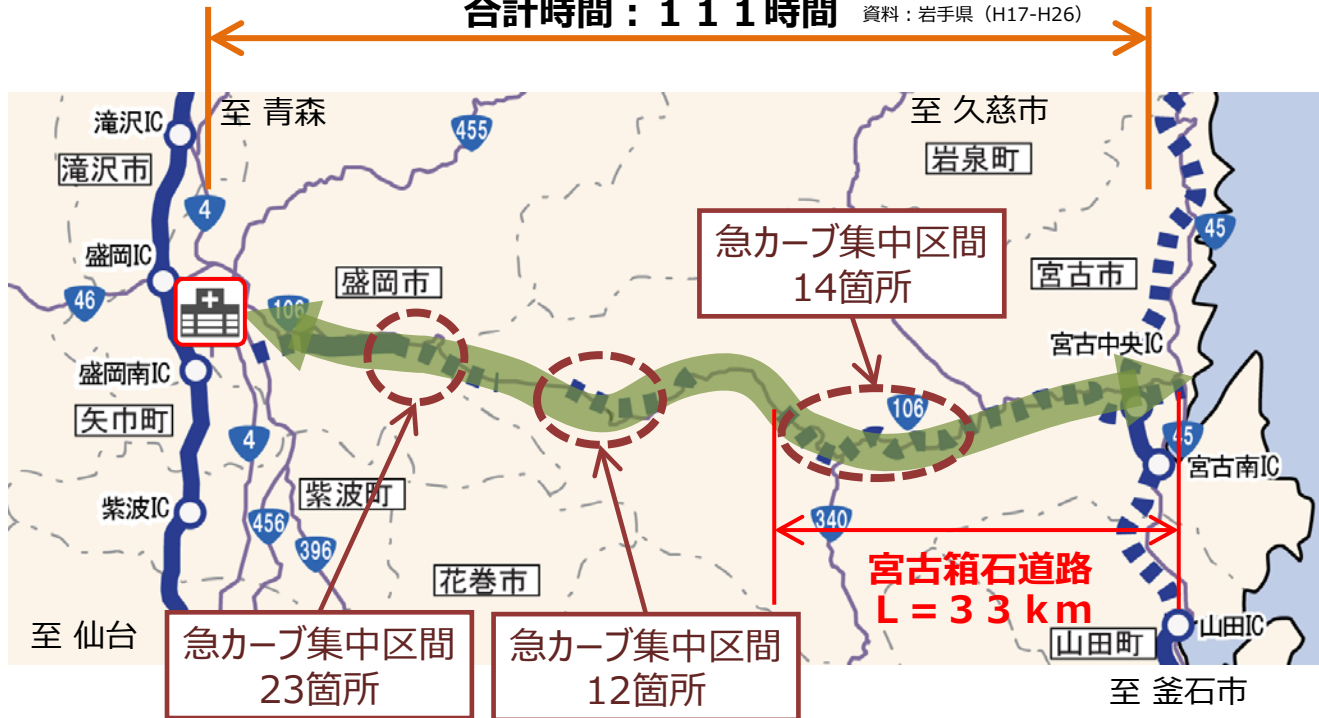 合計時間：１１１時間 資料：岩手県（H17-H26）
至 青森
至 久慈市
滝沢IC
455
岩泉町
滝沢市
4
45
急カーブ集中区間
14箇所
盛岡IC
盛岡市
宮古市
46
106
宮古中央IC
盛岡南IC
矢巾町
106
4
45
紫波町
宮古南IC
紫波IC
456
340
396
宮古箱石道路
Ｌ＝３３ｋｍ
花巻市
至 仙台
急カーブ集中区間
23箇所
急カーブ集中区間
12箇所
山田町
山田IC
至 釜石市